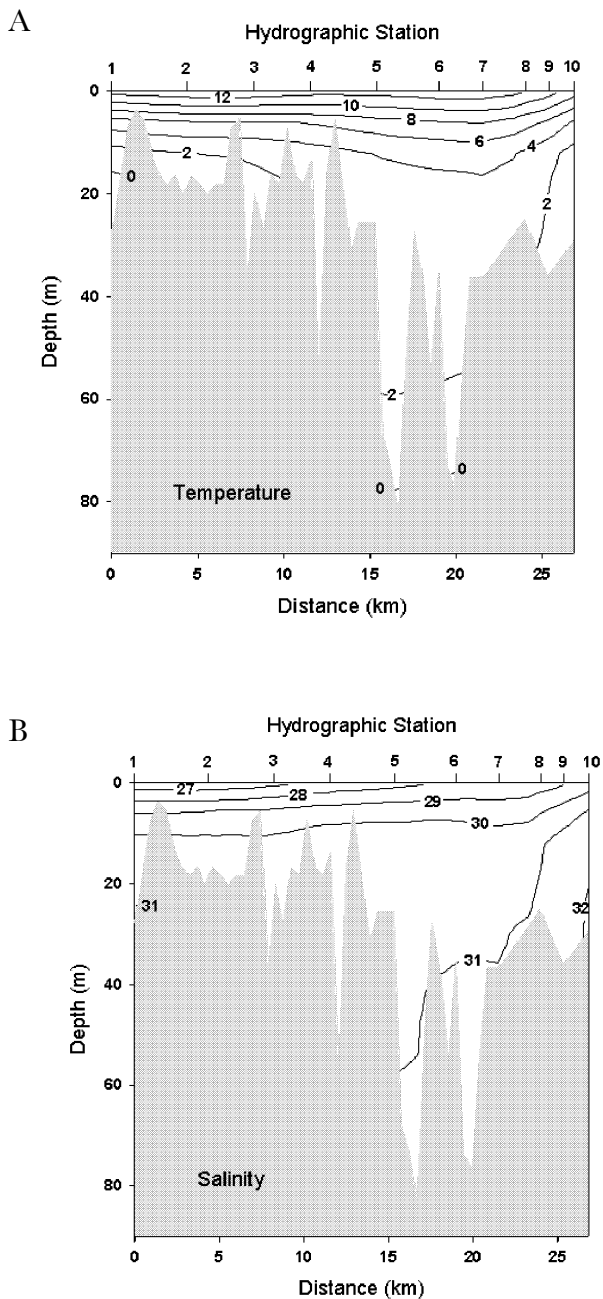 A
Hydrographic Station
1 2 3 4 5 6 7 8 9 10
0
12
10
8
6
4
2
0
2
20
40
Depth (m)
60
2
0
0
Temperature
80
0 5 10 15 20 25
Distance (km)
B
Hydrographic Station
1 2 3 4 5 6 7 8 9 10
0
27
28
29
30
20
31
32
31
40
Depth (m)
60
80
Salinity
0 5 10 15 20 25
Distance (km)